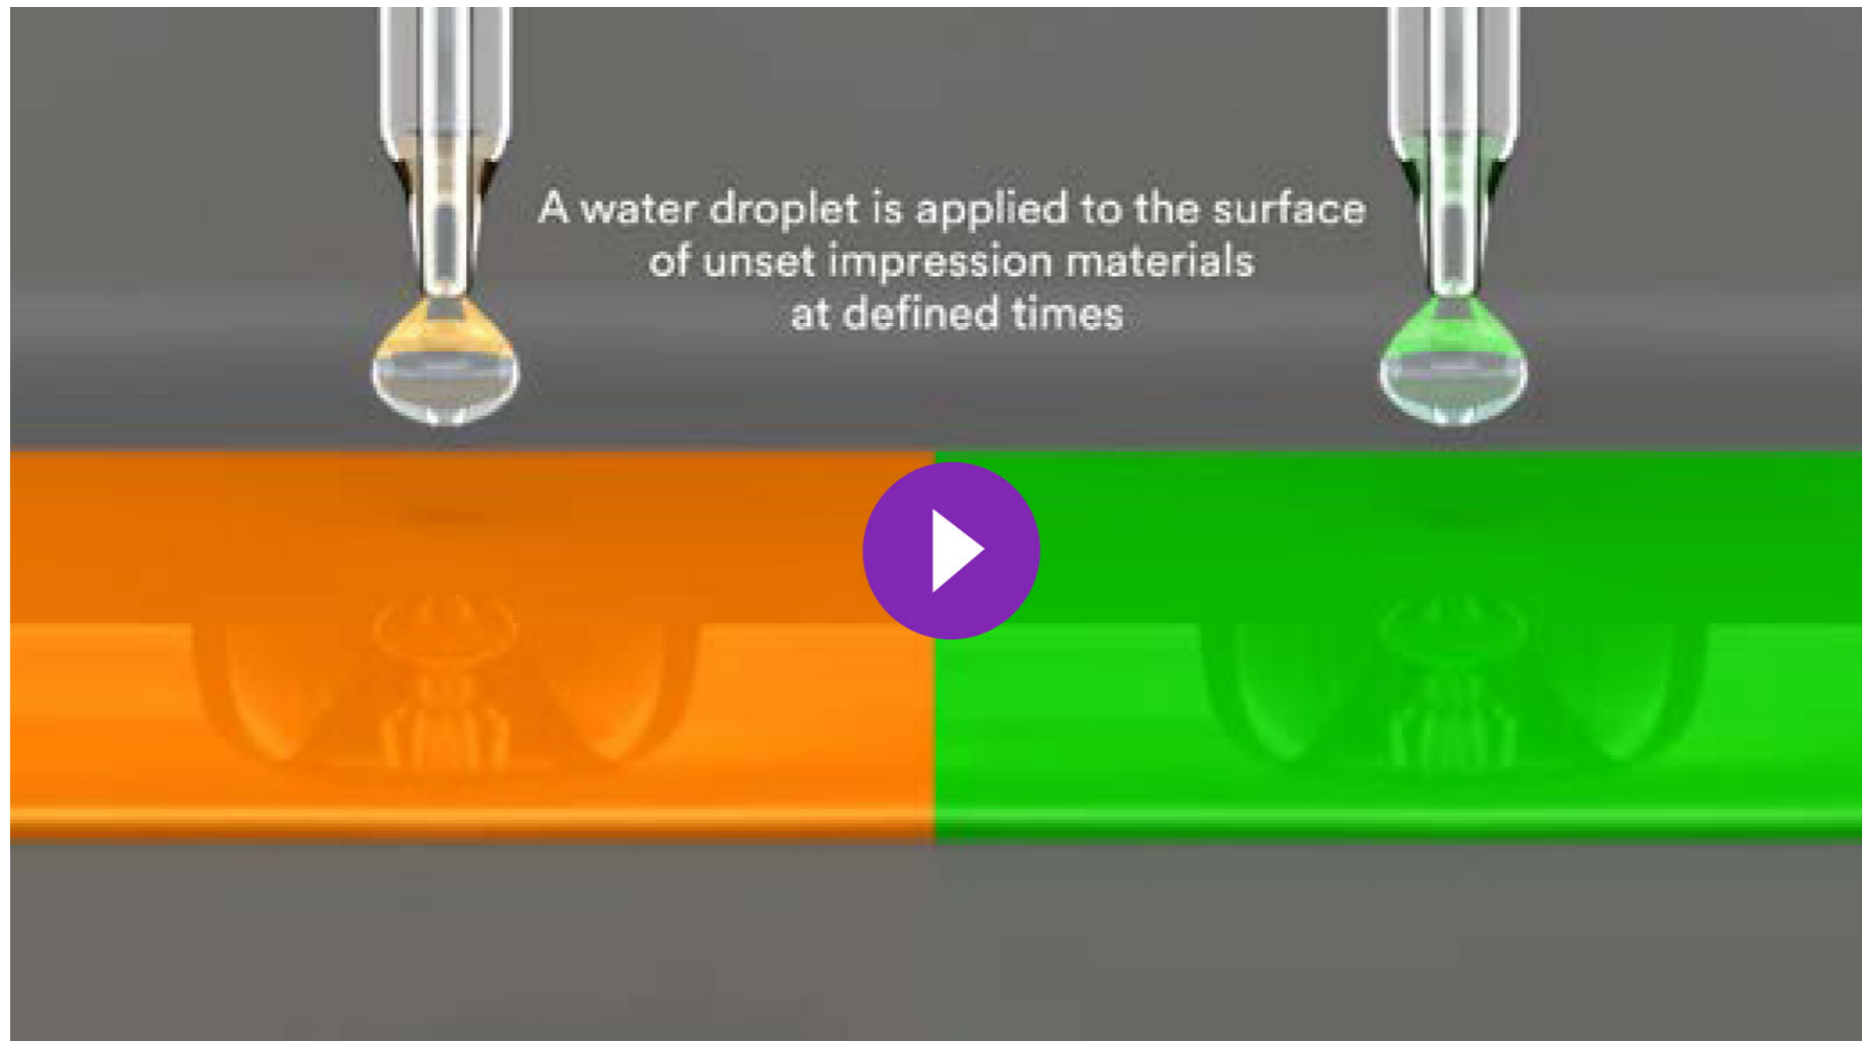 A water droplet is applied to the surface
of unset impression materials
at defined times